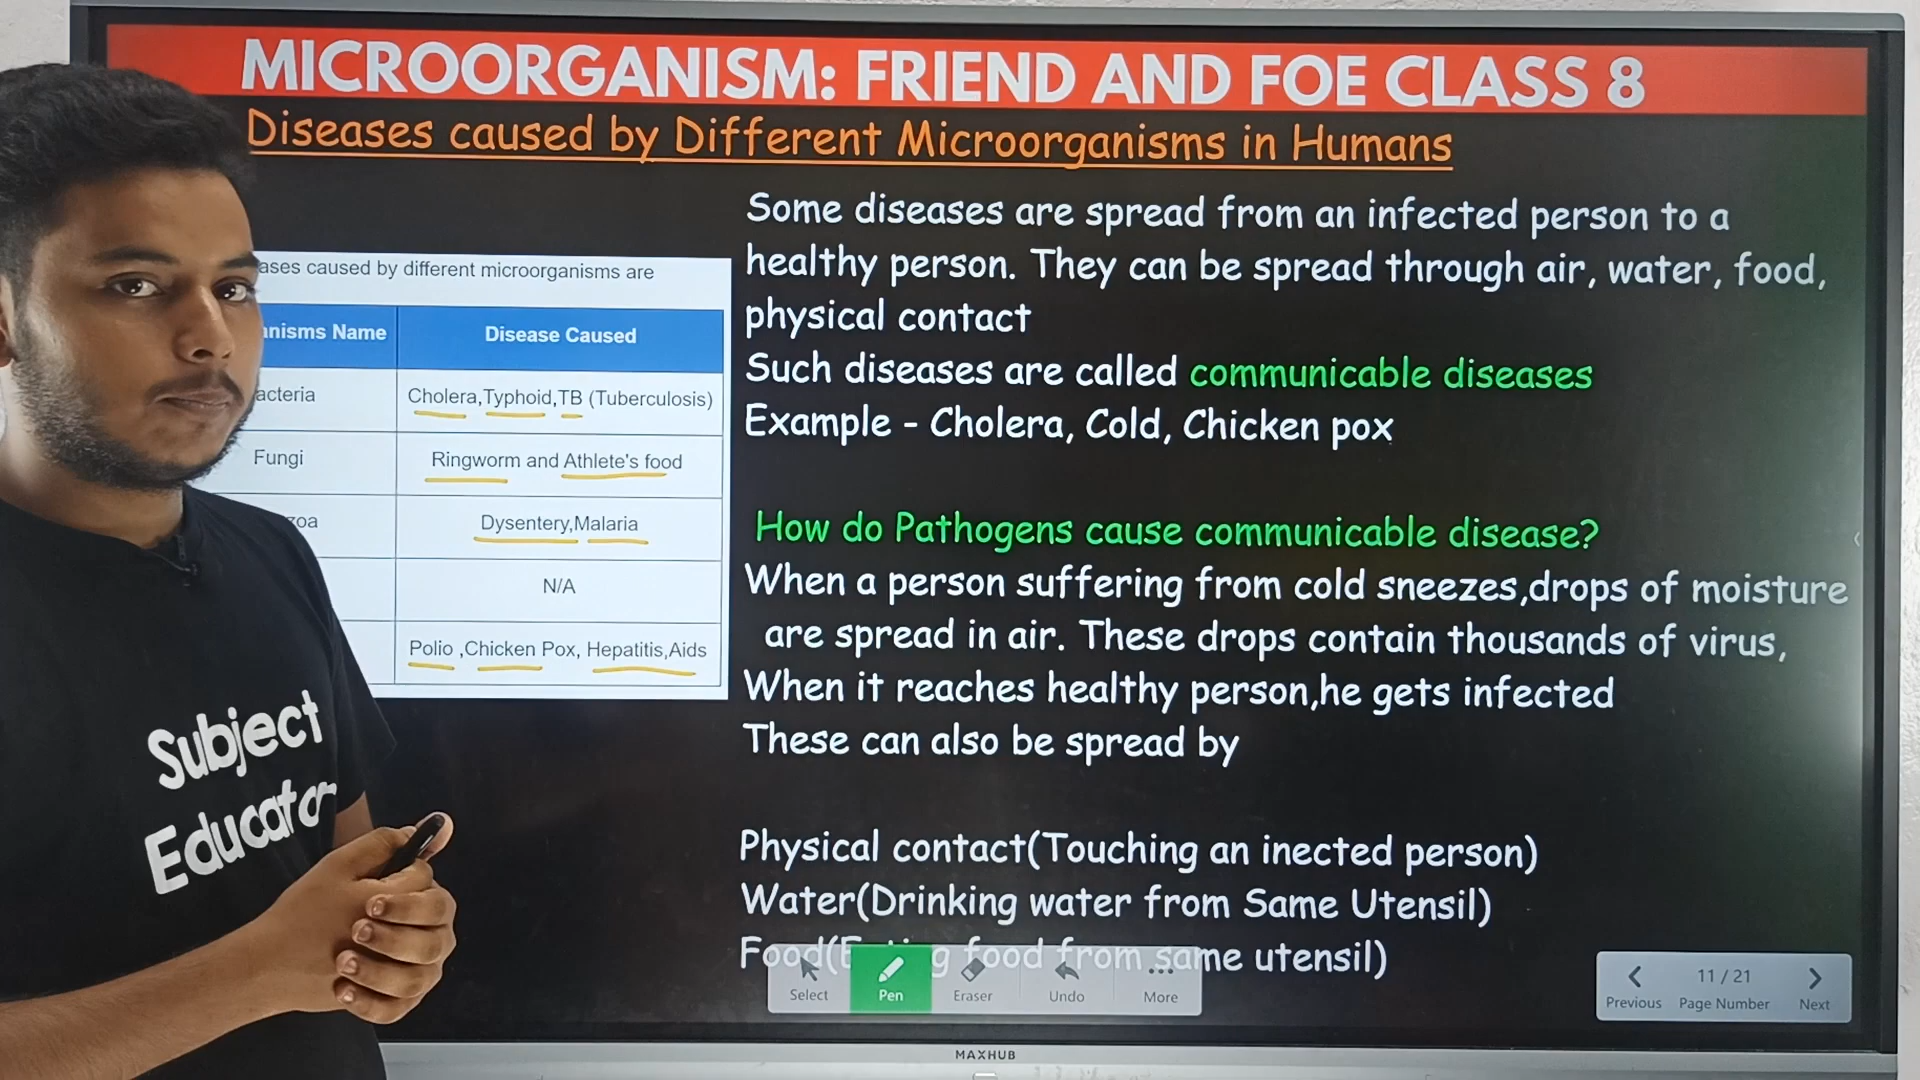 MICROORGANISM: FRIEND AND FOE CLASS 8
Diseases caused by Different Microorganisms in Humans
ases caused by different microorganisms are
nisms Name
Disease Caused
acteria
Cholera,Typhoid,TB (Tuberculosis)
Fungi
Ringworm and Athlete's food
zoa
Dysentery,Malaria
N/A
Polio ,Chicken Pox, Hepatitis,Aids
Some diseases are spread from an infected person to a
healthy person. They can be spread through air, water, food,
physical contact
Such diseases are called communicable diseases
Example - Cholera, Cold, Chicken pox
How do Pathogens cause communicable disease?
When a person suffering from cold sneezes,drops of moisture
are spread in air. These drops contain thousands of virus,
When it reaches healthy person,he gets infected
These can also be spread by
Physical contact(Touching an inected person)
Water(Drinking water from Same Utensil)
Food(Eating food from same utensil)
Subject
Educator
Select
Pen
Eraser
Undo
More
11 / 21
Previous
Page Number
Next
MAXHUB